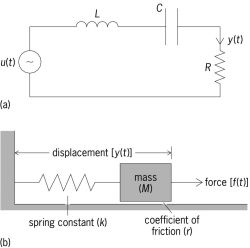 L
C
y(t)
u(t)
~
R
(a)
displacement [y(t)]
mass
(M)
force [f(t)]
spring constant (k)
coefficient of
friction (r)
(b)